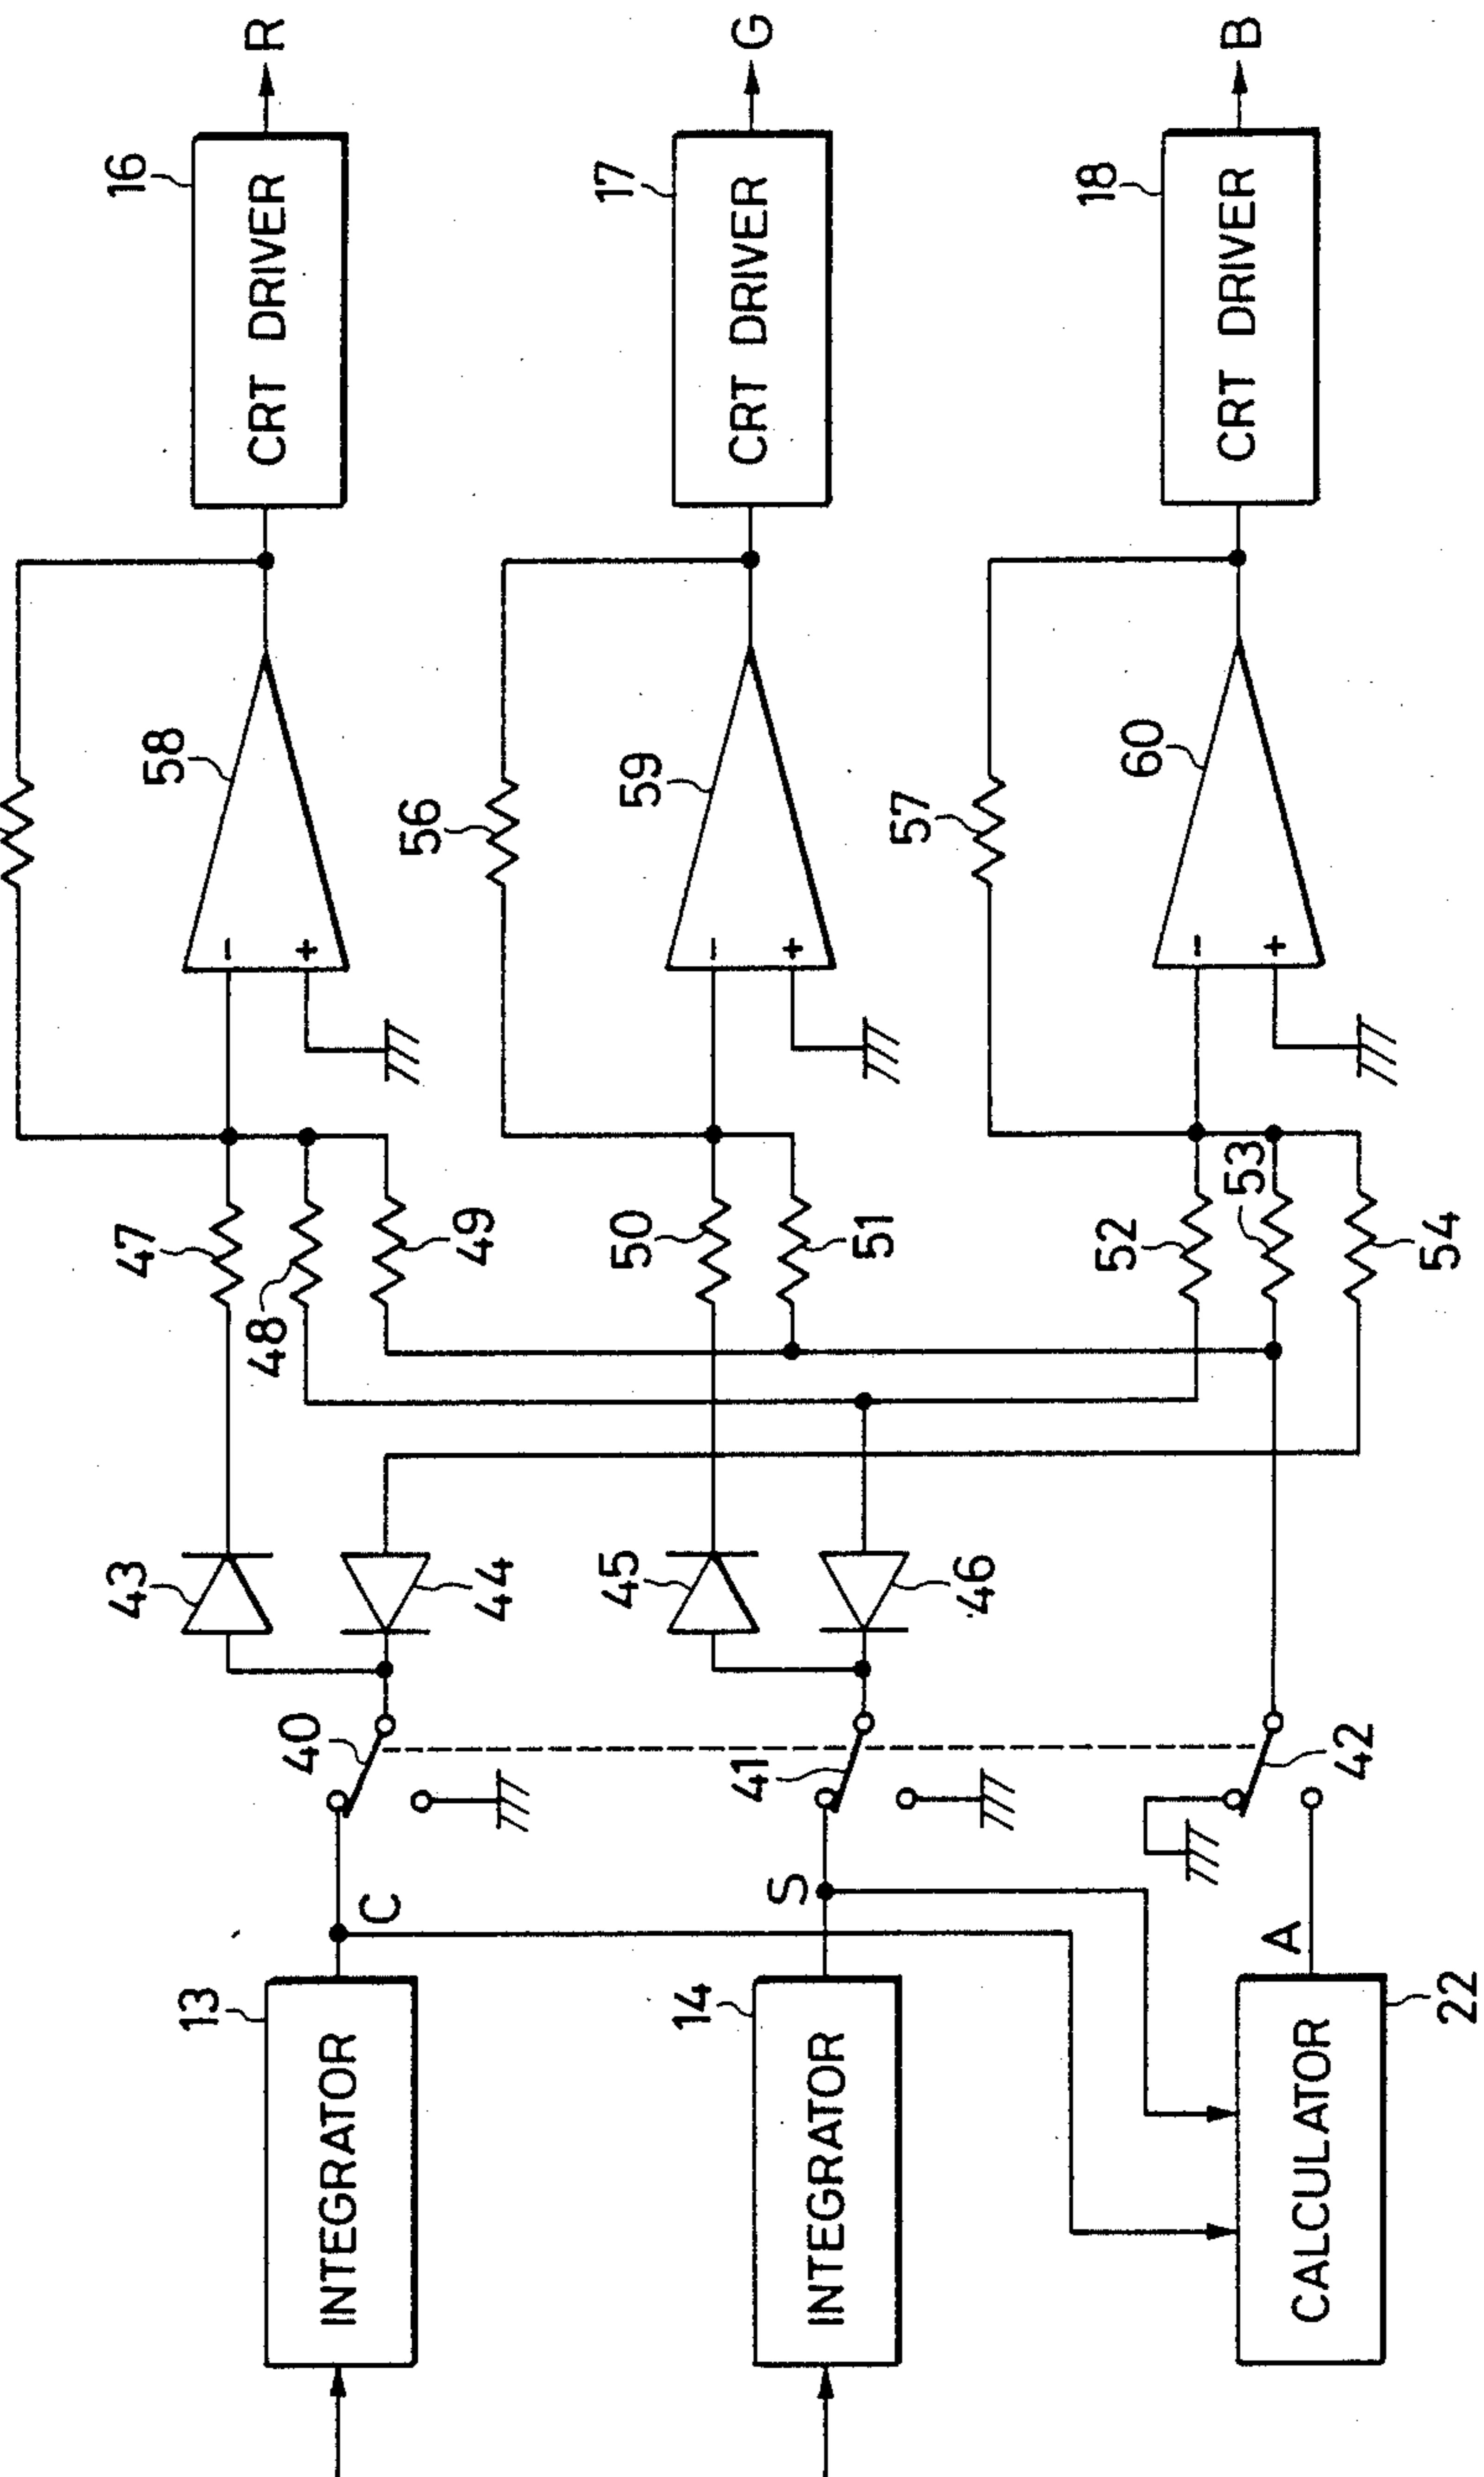 13
INTEGRATOR
C
40
43
44
47
48
49
58
-
+
16
CRT DRIVER
R
14
INTEGRATOR
S
41
45
46
50
51
56
59
-
+
17
CRT DRIVER
G
22
CALCULATOR
A
42
52
53
54
57
60
-
+
18
CRT DRIVER
B